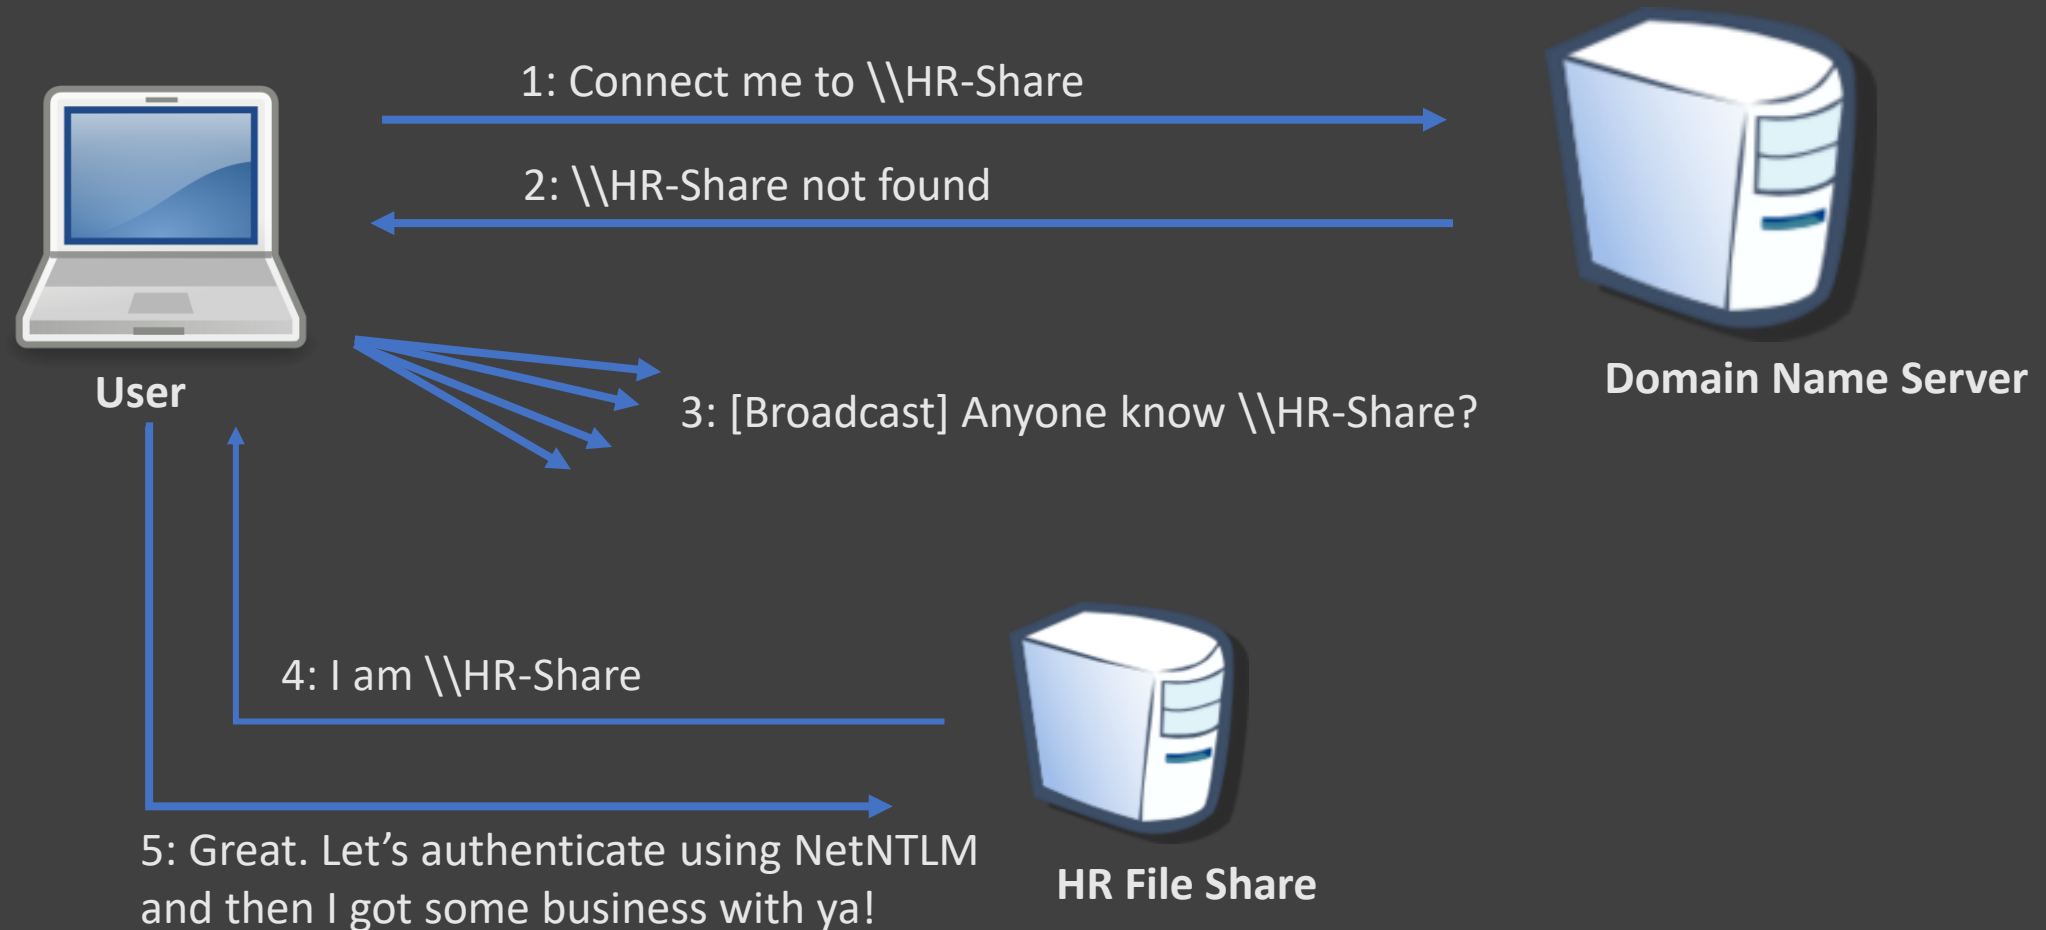 1: Connect me to \\HR-Share
2: \\HR-Share not found
User
Domain Name Server
3: [Broadcast] Anyone know \\HR-Share?
4: I am \\HR-Share
5: Great. Let’s authenticate using NetNTLM
and then I got some business with ya!
HR File Share